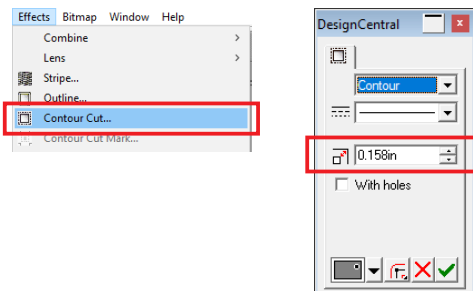 Effects Bitmap Window Help
Combine
Lens
Stripe...
Outline...
Contour Cut...
Contour Cut Mark...
DesignCentral
Contour
0.158in
With holes